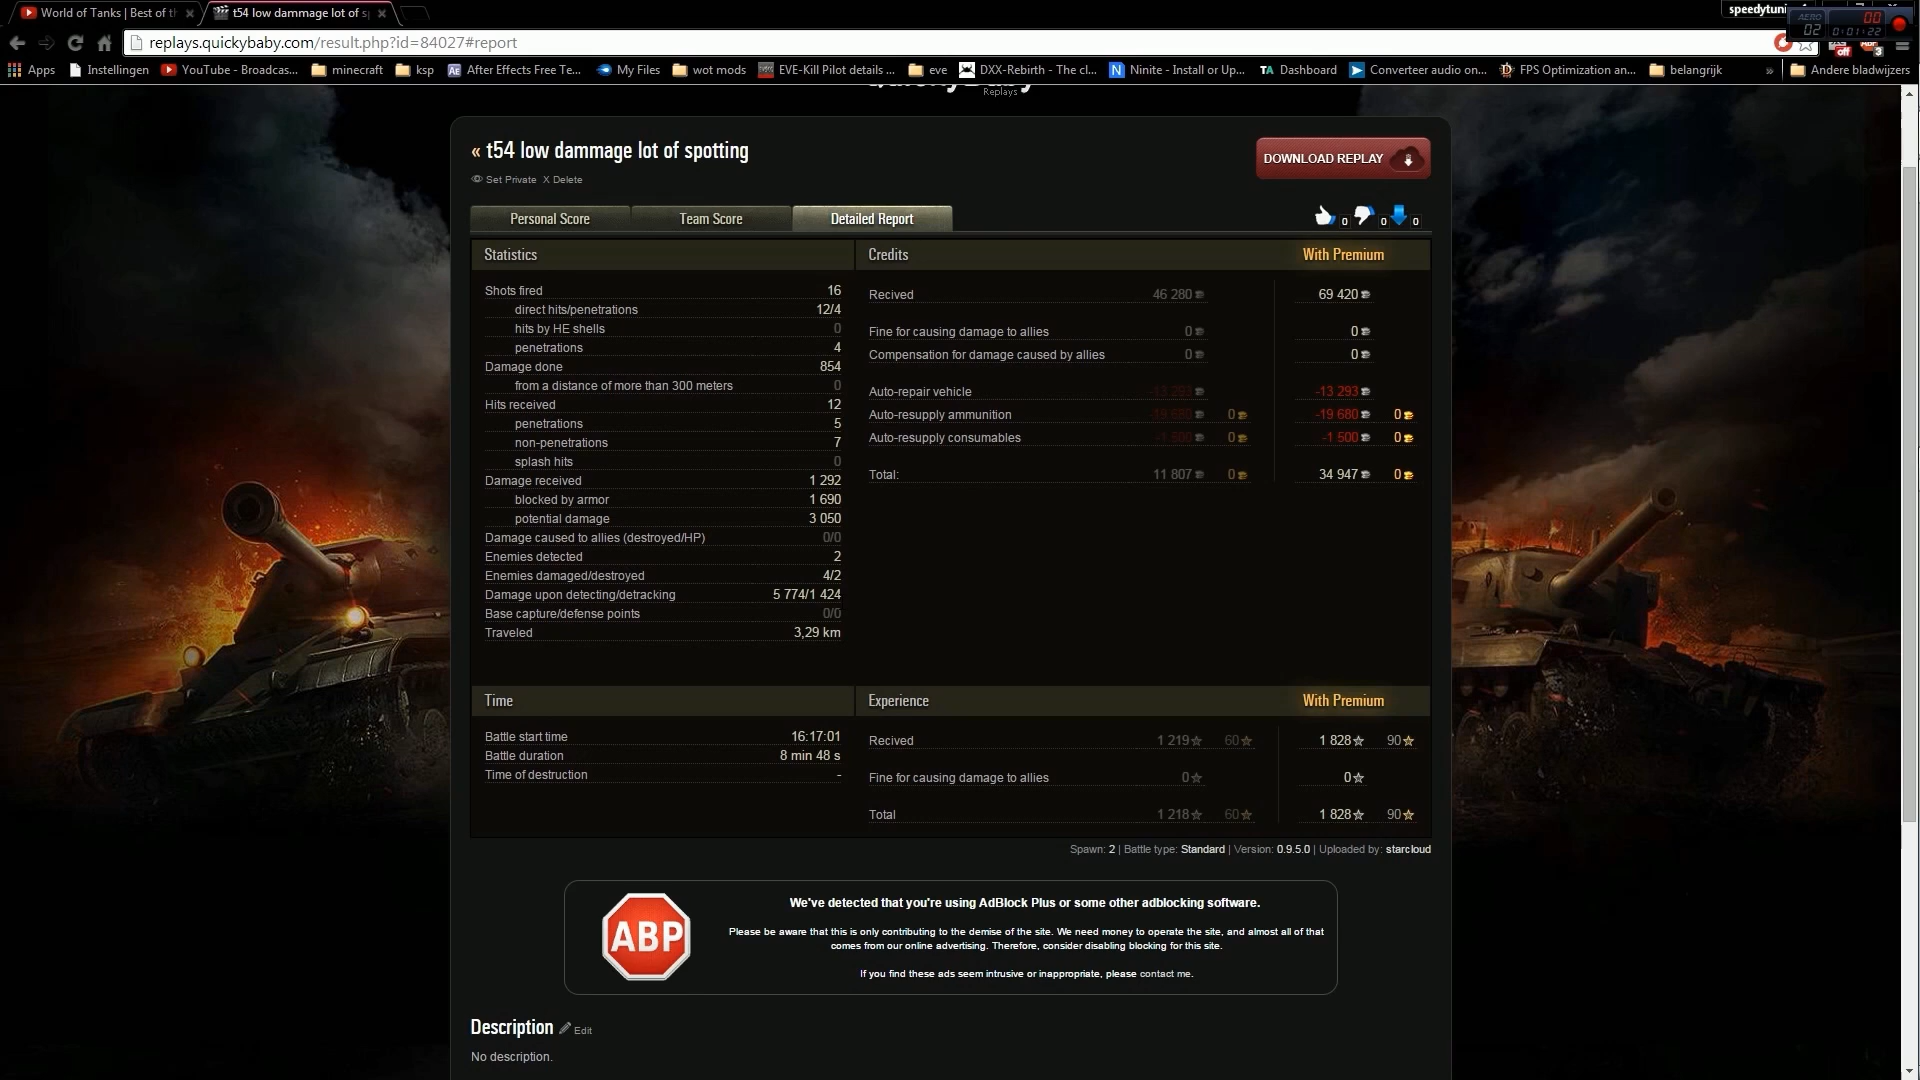 World of Tanks | Best of t
t54 low dammage lot of s
speedytuni
AERO
02
00
0:01:22
replays.quickybaby.com/result.php?id=84027#report
off
3
Apps
Instellingen
YouTube - Broadcas...
minecraft
ksp
After Effects Free Te...
My Files
wot mods
EVE-Kill Pilot details ...
eve
DXX-Rebirth - The cl...
Ninite - Install or Up...
Dashboard
Converteer audio on...
FPS Optimization an...
belangrijk
»
Andere bladwijzers
QuickyBaby
Replays
« t54 low dammage lot of spotting
DOWNLOAD REPLAY
Set Private X Delete
Personal Score
Team Score
Detailed Report
0
0
0
Statistics
Shots fired 16
direct hits/penetrations 12/4
hits by HE shells 0
penetrations 4
Damage done 854
from a distance of more than 300 meters 0
Hits received 12
penetrations 5
non-penetrations 7
splash hits 0
Damage received 1 292
blocked by armor 1 690
potential damage 3 050
Damage caused to allies (destroyed/HP) 0/0
Enemies detected 2
Enemies damaged/destroyed 4/2
Damage upon detecting/detracking 5 774/1 424
Base capture/defense points 0/0
Traveled 3,29 km
Credits With Premium
Recived 46 280 69 420
Fine for causing damage to allies 0 0
Compensation for damage caused by allies 0 0
Auto-repair vehicle -13 293 -13 293
Auto-resupply ammunition -19 680 0 -19 680 0
Auto-resupply consumables -1 500 0 -1 500 0
Total: 11 807 0 34 947 0
Time
Battle start time 16:17:01
Battle duration 8 min 48 s
Time of destruction -
Experience With Premium
Recived 1 219 60 1 828 90
Fine for causing damage to allies 0 0
Total 1 218 60 1 828 90
Spawn: 2 | Battle type: Standard | Version: 0.9.5.0 | Uploaded by: starcloud
ABP
We've detected that you're using AdBlock Plus or some other adblocking software.
Please be aware that this is only contributing to the demise of the site. We need money to operate the site, and almost all of that
comes from our online advertising. Therefore, consider disabling blocking for this site.
If you find these ads seem intrusive or inappropriate, please contact me.
Description Edit
No description.